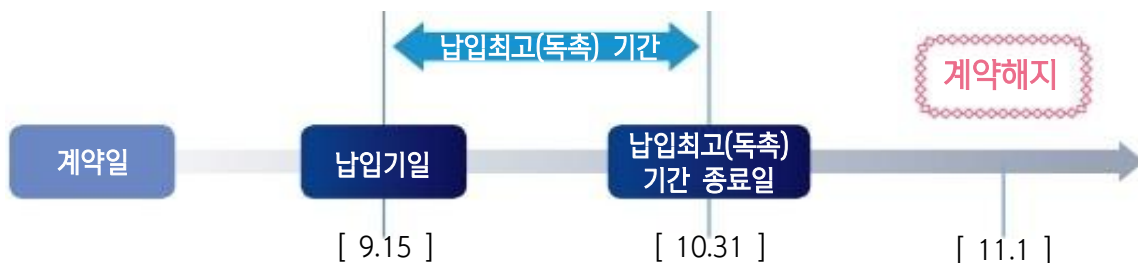 납입최고(독촉) 기간
계약해지
계약일
납입기일
납입최고(독촉)
기간 종료일
[ 9.15 ]
[ 10.31 ]
[ 11.1 ]